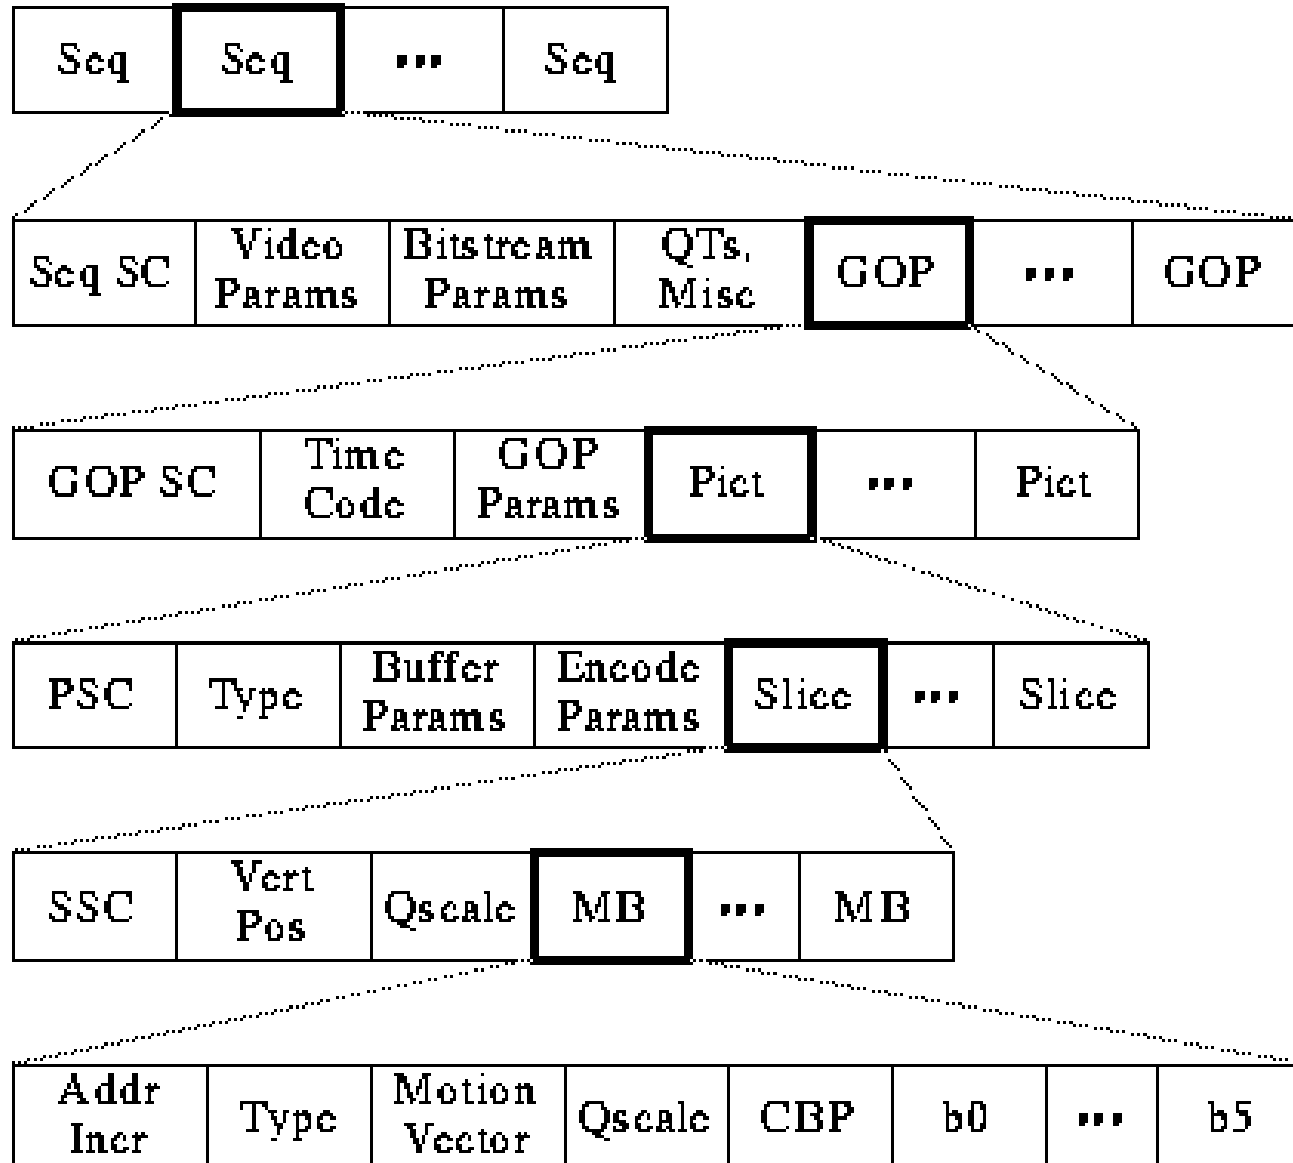 Seq Seq ... Seq
Seq SC Video Params Bitstream Params QTs, Misc GOP ... GOP
GOP SC Time Code GOP Params Pict ... Pict
PSC Type Buffer Params Encode Params Slice ... Slice
SSC Vert Pos Qscale MB ... MB
Addr Incr Type Motion Vector Qscale CBP b0 ... b5